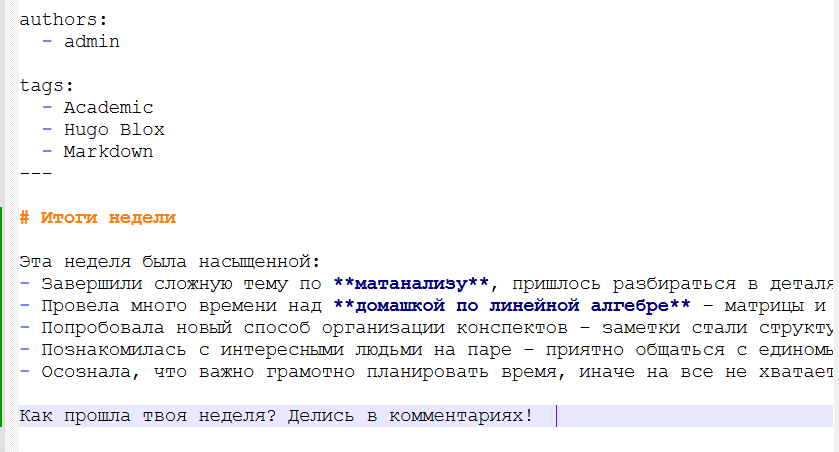 authors:
- admin
tags:
- Academic
- Hugo Blox
- Markdown
---
# Итоги недели
Эта неделя была насыщенной:
- Завершили сложную тему по **матанализу**, пришлось разбираться в деталя
- Провела много времени над **домашкой по линейной алгебре** – матрицы и
- Попробовала новый способ организации конспектов – заметки стали структу
- Познакомилась с интересными людьми на паре – приятно общаться с единомы
- Осознала, что важно грамотно планировать время, иначе на все не хватает
Как прошла твоя неделя? Делись в комментариях!